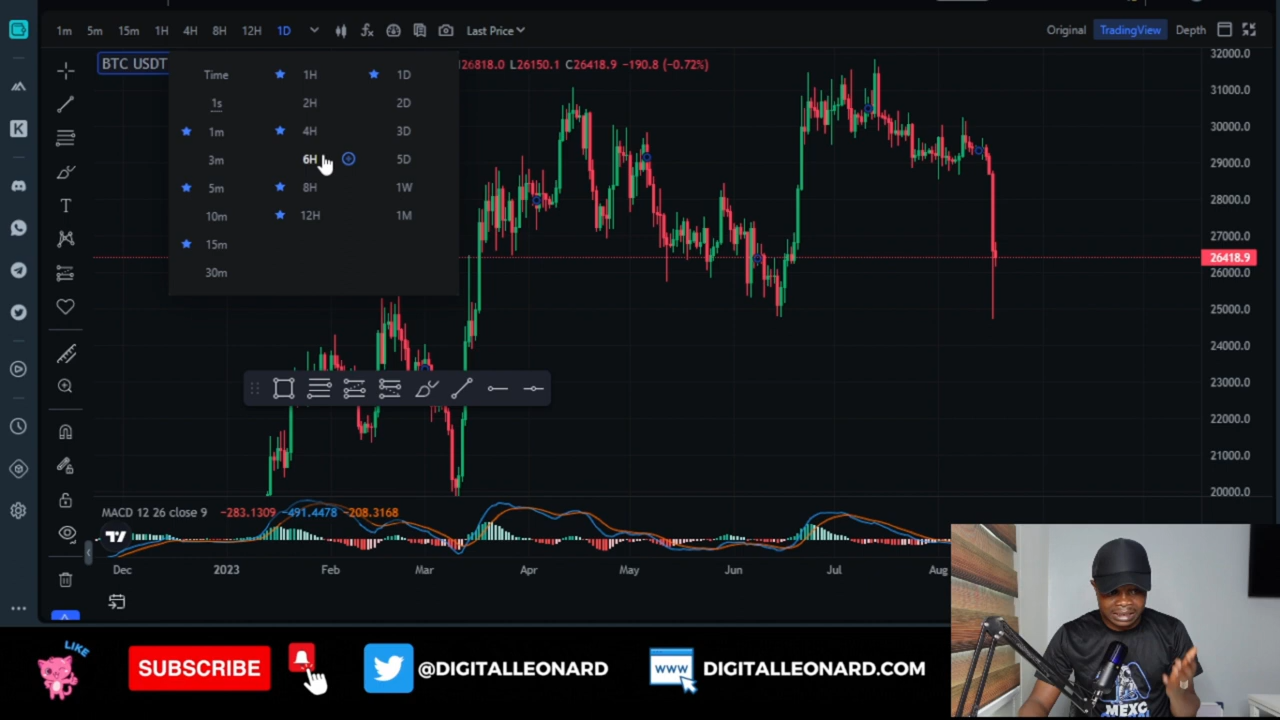 1m 5m 15m 1H 4H 8H 12H 1D Last Price Original TradingView Depth
BTC USDT 26818.0 L26150.1 C26418.9 −190.8 (−0.72%)
Time 1H 1D
1s 2H 2D
1m 4H 3D
3m 6H 5D
5m 8H 1W
10m 12H 1M
15m
30m
32000.0
31000.0
30000.0
29000.0
28000.0
27000.0
26418.9
26000.0
25000.0
24000.0
23000.0
22000.0
21000.0
20000.0
MACD 12 26 close 9 −283.1309 −491.4478 −208.3168
Dec 2023 Feb Mar Apr May Jun Jul Aug
LIKE
SUBSCRIBE
@DIGITALLEONARD
WWW
DIGITALLEONARD.COM
MEXC